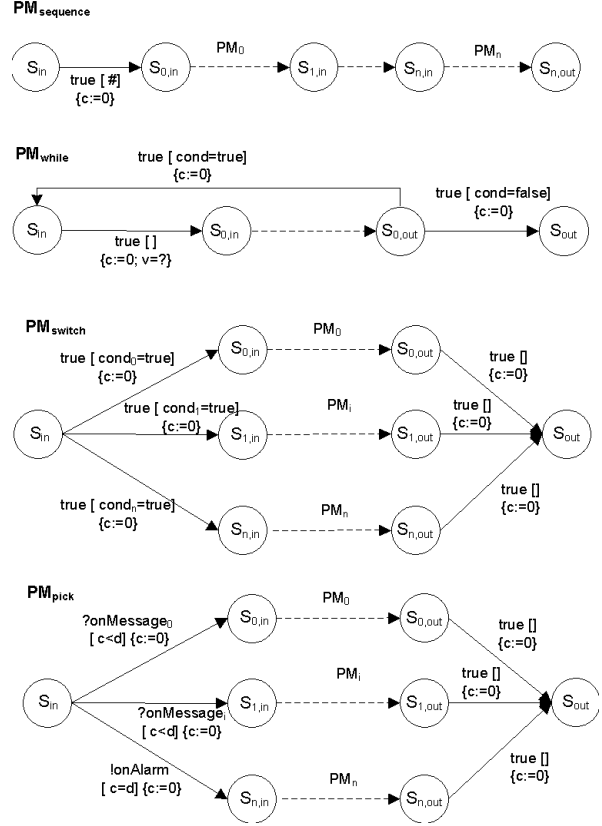 PMsequence
PM0
PMn
Sin
S0,in
S1,in
Sn,in
Sn,out
true [ #]
{c:=0}
true [ cond=true]
{c:=0}
PMwhile
true [ cond=false]
{c:=0}
Sin
S0,in
S0,out
Sout
true [ ]
{c:=0; v=?}
PMswitch
PM0
true [ cond0=true]
{c:=0}
S0,in
S0,out
true []
{c:=0}
true [ cond1=true]
{c:=0}
PMi
true []
{c:=0}
Sin
S1,in
S1,out
Sout
true [ condn=true]
{c:=0}
PMn
true []
{c:=0}
Sn,in
Sn,out
PMpick
PM0
?onMessage0
[ c<d] {c:=0}
S0,in
S0,out
true []
{c:=0}
PMi
true []
{c:=0}
Sin
S1,in
S1,out
Sout
?onMessagei
[ c<d] {c:=0}
!onAlarm
[ c=d] {c:=0}
PMn
true []
{c:=0}
Sn,in
Sn,out